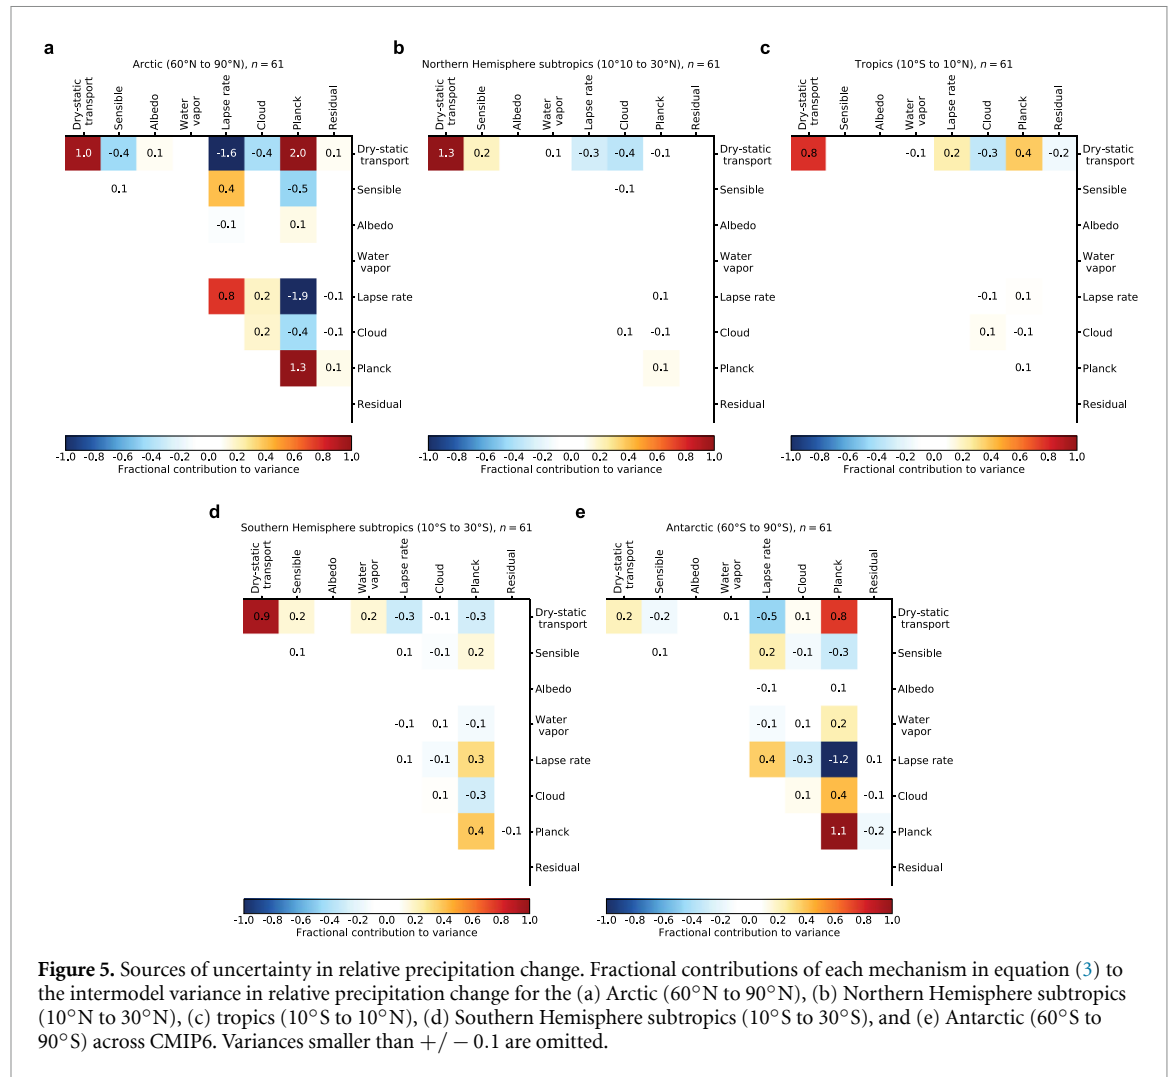 a
Arctic (60°N to 90°N), n = 61
Dry-static transport
Sensible
Albedo
Water vapor
Lapse rate
Cloud
Planck
Residual
1.0 -0.4 0.1 -1.6 -0.4 2.0 0.1 Dry-static transport
0.1 0.4 -0.5 Sensible
-0.1 0.1 Albedo
Water vapor
0.8 0.2 -1.9 -0.1 Lapse rate
0.2 -0.4 -0.1 Cloud
1.3 0.1 Planck
Residual
-1.0 -0.8 -0.6 -0.4 -0.2 0.0 0.2 0.4 0.6 0.8 1.0
Fractional contribution to variance
b
Northern Hemisphere subtropics (10°10 to 30°N), n = 61
Dry-static transport
Sensible
Albedo
Water vapor
Lapse rate
Cloud
Planck
Residual
1.3 0.2 0.1 -0.3 -0.4 -0.1 Dry-static transport
-0.1 Sensible
Albedo
Water vapor
0.1 Lapse rate
0.1 -0.1 Cloud
0.1 Planck
Residual
-1.0 -0.8 -0.6 -0.4 -0.2 0.0 0.2 0.4 0.6 0.8 1.0
Fractional contribution to variance
c
Tropics (10°S to 10°N), n = 61
Dry-static transport
Sensible
Albedo
Water vapor
Lapse rate
Cloud
Planck
Residual
0.8 -0.1 0.2 -0.3 0.4 -0.2 Dry-static transport
Sensible
Albedo
Water vapor
-0.1 0.1 Lapse rate
0.1 -0.1 Cloud
0.1 Planck
Residual
-1.0 -0.8 -0.6 -0.4 -0.2 0.0 0.2 0.4 0.6 0.8 1.0
Fractional contribution to variance
d
Southern Hemisphere subtropics (10°S to 30°S), n = 61
Dry-static transport
Sensible
Albedo
Water vapor
Lapse rate
Cloud
Planck
Residual
0.9 0.2 0.2 -0.3 -0.1 -0.3 Dry-static transport
0.1 0.1 -0.1 0.2 Sensible
Albedo
-0.1 0.1 -0.1 Water vapor
0.1 -0.1 0.3 Lapse rate
0.1 -0.3 Cloud
0.4 -0.1 Planck
Residual
-1.0 -0.8 -0.6 -0.4 -0.2 0.0 0.2 0.4 0.6 0.8 1.0
Fractional contribution to variance
e
Antarctic (60°S to 90°S), n = 61
Dry-static transport
Sensible
Albedo
Water vapor
Lapse rate
Cloud
Planck
Residual
0.2 -0.2 0.1 -0.5 0.1 0.8 Dry-static transport
0.1 0.2 -0.1 -0.3 Sensible
-0.1 0.1 Albedo
-0.1 0.1 0.2 Water vapor
0.4 -0.3 -1.2 0.1 Lapse rate
0.1 0.4 -0.1 Cloud
1.1 -0.2 Planck
Residual
-1.0 -0.8 -0.6 -0.4 -0.2 0.0 0.2 0.4 0.6 0.8 1.0
Fractional contribution to variance
Figure 5. Sources of uncertainty in relative precipitation change. Fractional contributions of each mechanism in equation (3) to
the intermodel variance in relative precipitation change for the (a) Arctic (60°N to 90°N), (b) Northern Hemisphere subtropics
(10°N to 30°N), (c) tropics (10°S to 10°N), (d) Southern Hemisphere subtropics (10°S to 30°S), and (e) Antarctic (60°S to
90°S) across CMIP6. Variances smaller than +/ − 0.1 are omitted.